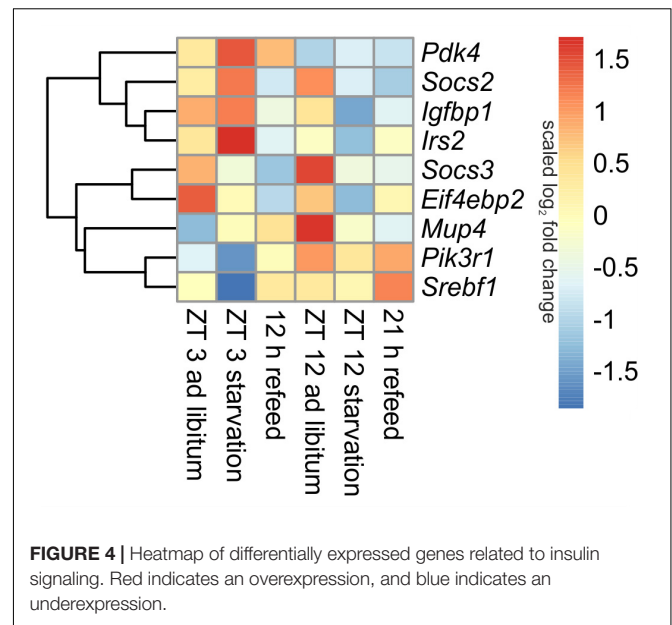 Pdk4
Socs2
Igfbp1
Irs2
Socs3
Eif4ebp2
Mup4
Pik3r1
Srebf1
ZT 3 ad libitum
ZT 3 starvation
12 h refeed
ZT 12 ad libitum
ZT 12 starvation
21 h refeed
scaled log₂ fold change
1.5
1
0.5
0
-0.5
-1
-1.5
FIGURE 4 | Heatmap of differentially expressed genes related to insulin
signaling. Red indicates an overexpression, and blue indicates an
underexpression.